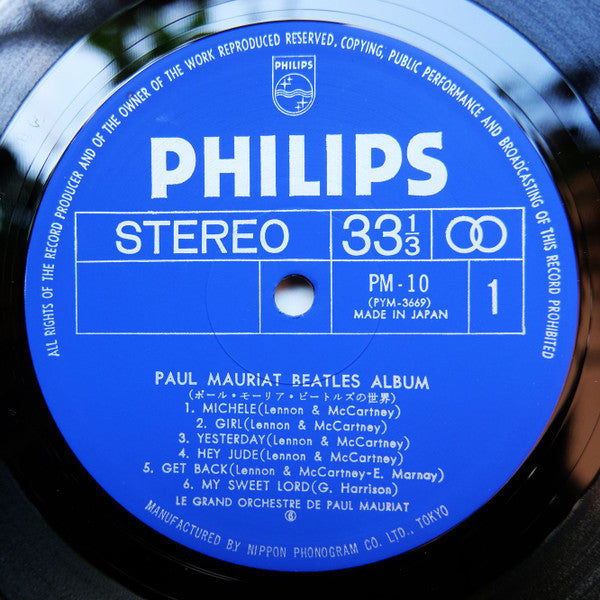 ALL RIGHTS OF THE RECORD PRODUCER AND OF THE OWNER OF THE WORK REPRODUCED RESERVED. COPYING, PUBLIC PERFORMANCE AND BROADCASTING OF THIS RECORD PROHIBITED
PHILIPS
PHILIPS
STEREO
33 1/3
PM-10
(PYM-3669)
MADE IN JAPAN
1
PAUL MAURIAT BEATLES ALBUM
(ポール・モーリア・ビートルズの世界)
1. MICHELE(Lennon & McCartney)
2. GIRL(Lennon & McCartney)
3. YESTERDAY(Lennon & McCartney)
4. HEY JUDE(Lennon & McCartney)
5. GET BACK(Lennon & McCartney-E. Marnay)
6. MY SWEET LORD(G. Harrison)
LE GRAND ORCHESTRE DE PAUL MAURIAT
MANUFACTURED BY NIPPON PHONOGRAM CO. LTD., TOKYO